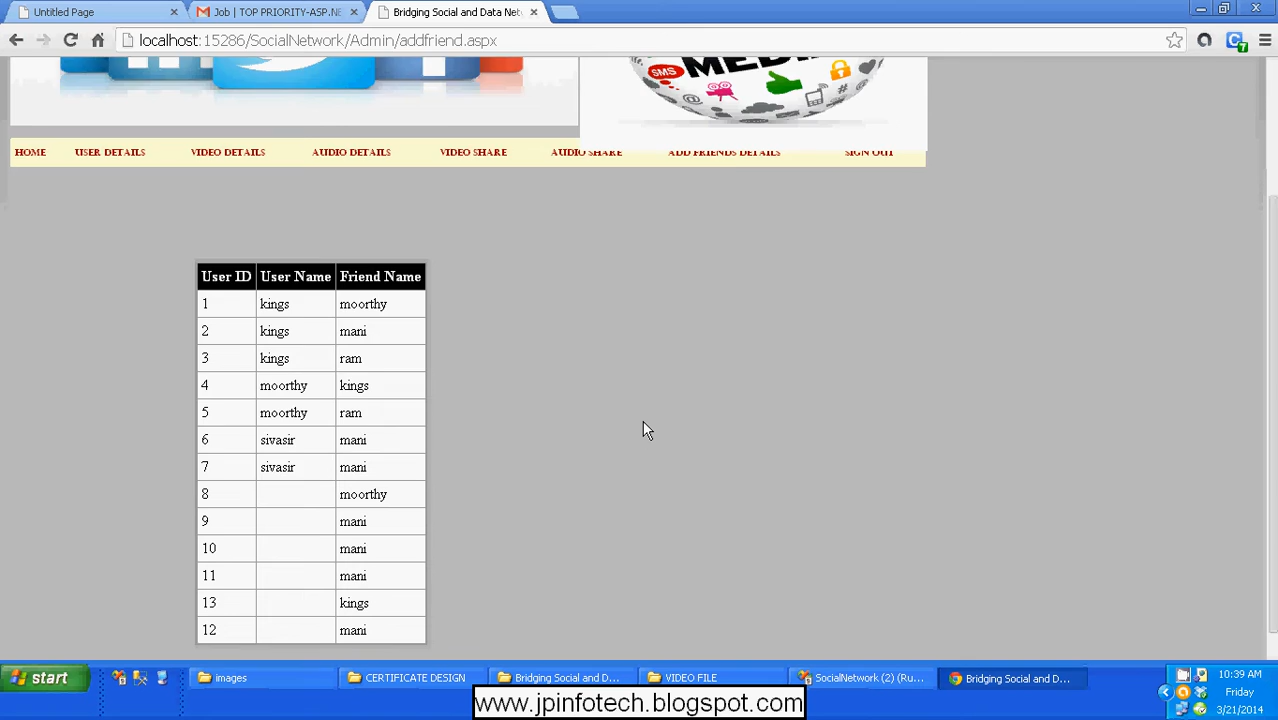 Untitled Page
Job | TOP PRIORITY-ASP.NE
Bridging Social and Data Net
localhost:15286/SocialNetwork/Admin/addfriend.aspx
7
SMS
MEDIA
@
#
@
HOME USER DETAILS VIDEO DETAILS AUDIO DETAILS VIDEO SHARE AUDIO SHARE ADD FRIENDS DETAILS SIGN OUT
User ID User Name Friend Name
1 kings moorthy
2 kings mani
3 kings ram
4 moorthy kings
5 moorthy ram
6 sivasir mani
7 sivasir mani
8 moorthy
9 mani
10 mani
11 mani
13 kings
12 mani
start
images
CERTIFICATE DESIGN
Bridging Social and D...
VIDEO FILE
SocialNetwork (2) (Ru...
Bridging Social and D...
10:39 AM
Friday
3/21/2014
www.jpinfotech.blogspot.com